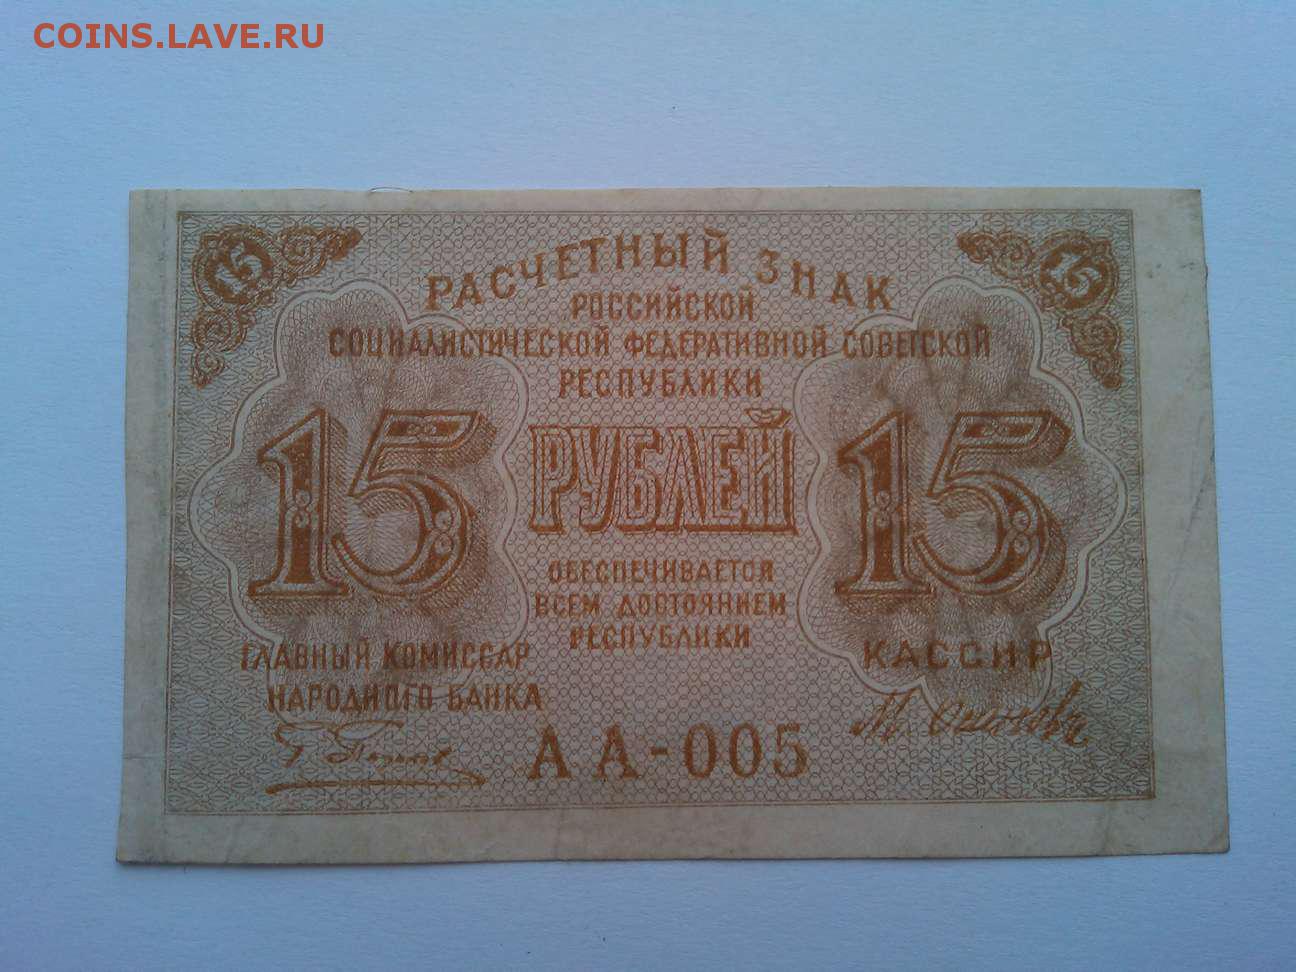 COINS.LAVE.RU
15 15
РАСЧЕТНЫЙ ЗНАК
РОССИЙСКОЙ
СОЦИАЛИСТИЧЕСКОЙ ФЕДЕРАТИВНОЙ СОВЕТСКОЙ
РЕСПУБЛИКИ
15 РУБЛЕЙ 15
ОБЕСПЕЧИВАЕТСЯ
ВСЕМ ДОСТОЯНИЕМ
РЕСПУБЛИКИ
ГЛАВНЫЙ КОМИССАР
НАРОДНОГО БАНКА
КАССИР
АА-005